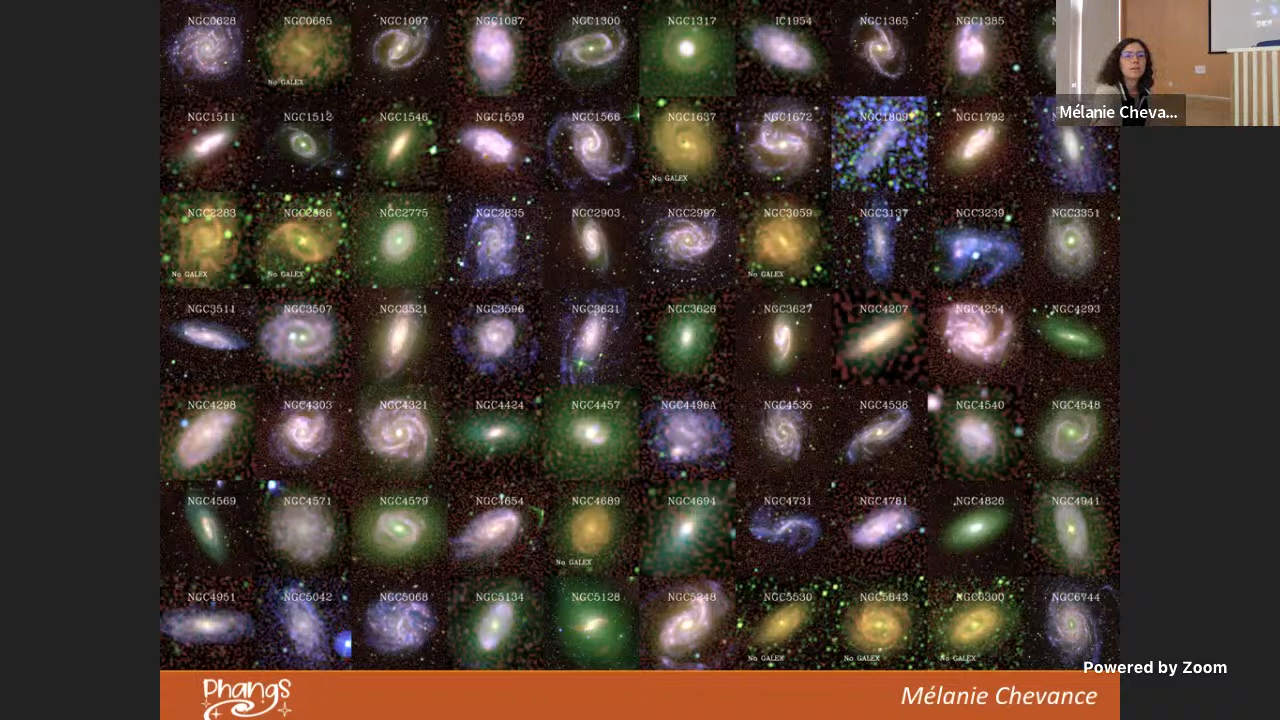 NGC0628 NGC0685 NGC1097 NGC1087 NGC1300 NGC1317 IC1954 NGC1365 NGC1385
No GALEX
Mélanie Cheva...
NGC1511 NGC1512 NGC1546 NGC1559 NGC1566 NGC1637 NGC1672 NGC1809 NGC1792
No GALEX
NGC2283 NGC2566 NGC2775 NGC2835 NGC2903 NGC2997 NGC3059 NGC3137 NGC3239 NGC3351
No GALEX No GALEX No GALEX
NGC3511 NGC3507 NGC3521 NGC3596 NGC3621 NGC3626 NGC3627 NGC4207 NGC4254 NGC4293
NGC4298 NGC4303 NGC4321 NGC4424 NGC4457 NGC4496A NGC4535 NGC4536 NGC4540 NGC4548
NGC4569 NGC4571 NGC4579 NGC4654 NGC4689 NGC4694 NGC4731 NGC4781 NGC4826 NGC4941
No GALEX
NGC4951 NGC5042 NGC5068 NGC5134 NGC5128 NGC5248 NGC5530 NGC5643 NGC6300 NGC6744
No GALEX No GALEX No GALEX
Powered by Zoom
Phangs
Mélanie Chevance